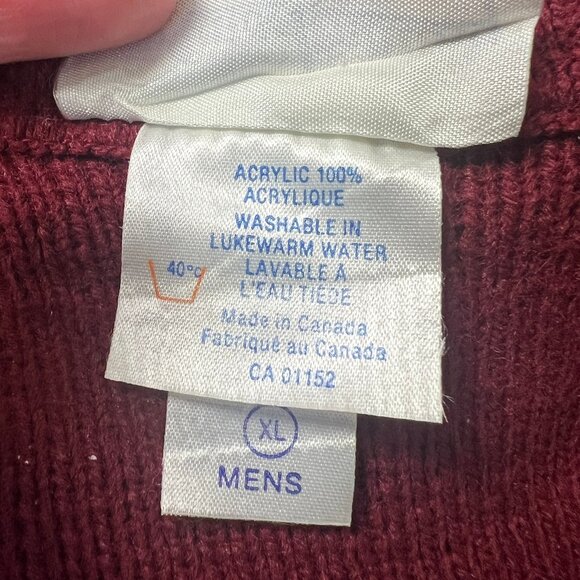 ACRYLIC 100%
ACRYLIQUE
WASHABLE IN
LUKEWARM WATER
40°C
LAVABLE À
L'EAU TIÈDE
Made in Canada
Fabriqué au Canada
CA 01152
XL
MENS